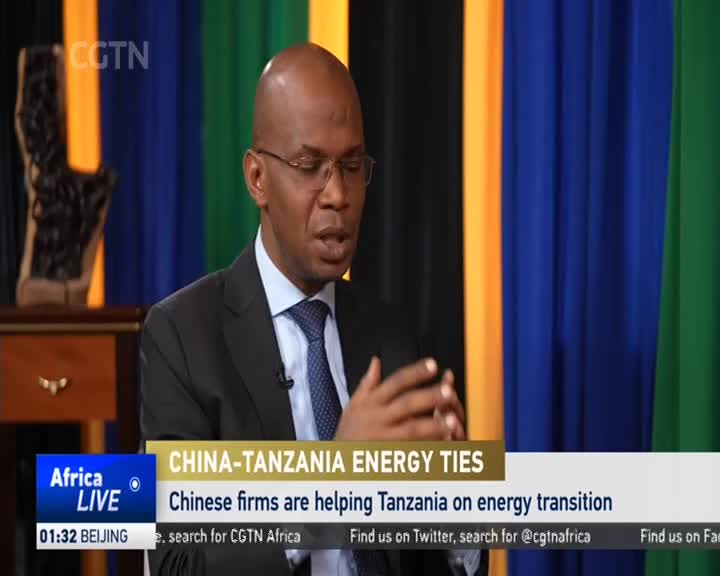 CGTN
CHINA-TANZANIA ENERGY TIES
Africa
LIVE
Chinese firms are helping Tanzania on energy transition
01:32 BEIJING
search for CGTN Africa Find us on Twitter, search for @cgtnafrica Find us on